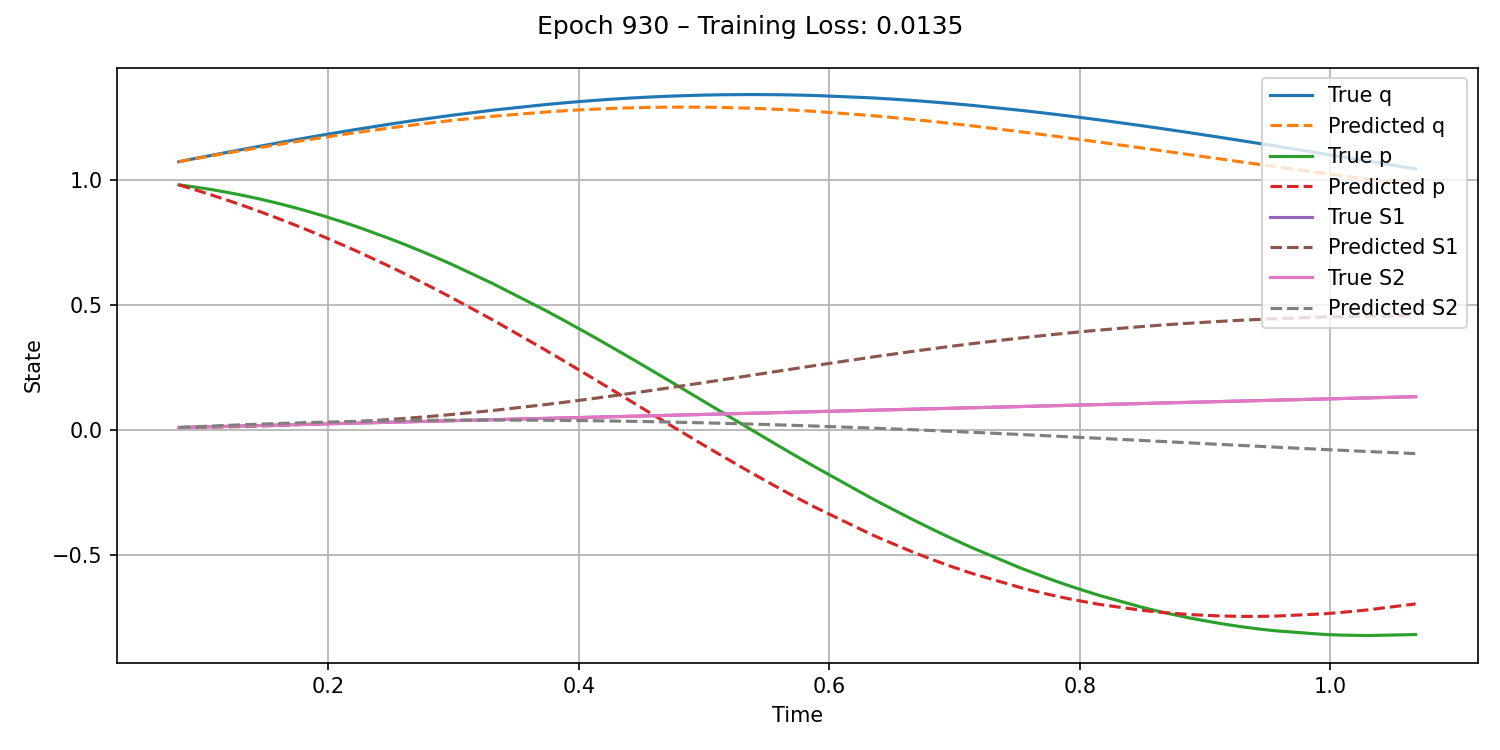 Epoch 930 – Training Loss: 0.0135
True q
Predicted q
True p
Predicted p
True S1
Predicted S1
True S2
Predicted S2
1.0
0.5
0.0
−0.5
State
0.2 0.4 0.6 0.8 1.0
Time